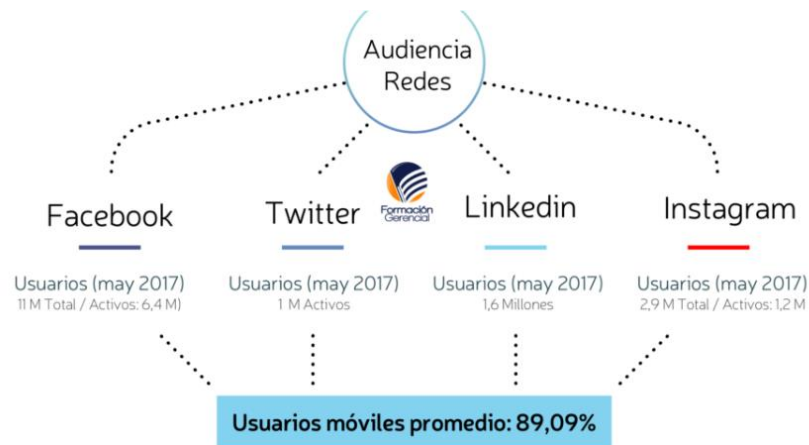 Audiencia
Redes
Formación
Gerencial
Facebook
Twitter
Linkedin
Instagram
Usuarios (may 2017)
11 M Total / Activos: 6,4 M)
Usuarios (may 2017)
1 M Activos
Usuarios (may 2017)
1,6 Millones
Usuarios (may 2017)
2,9 M Total / Activos: 1,2 M
Usuarios móviles promedio: 89,09%